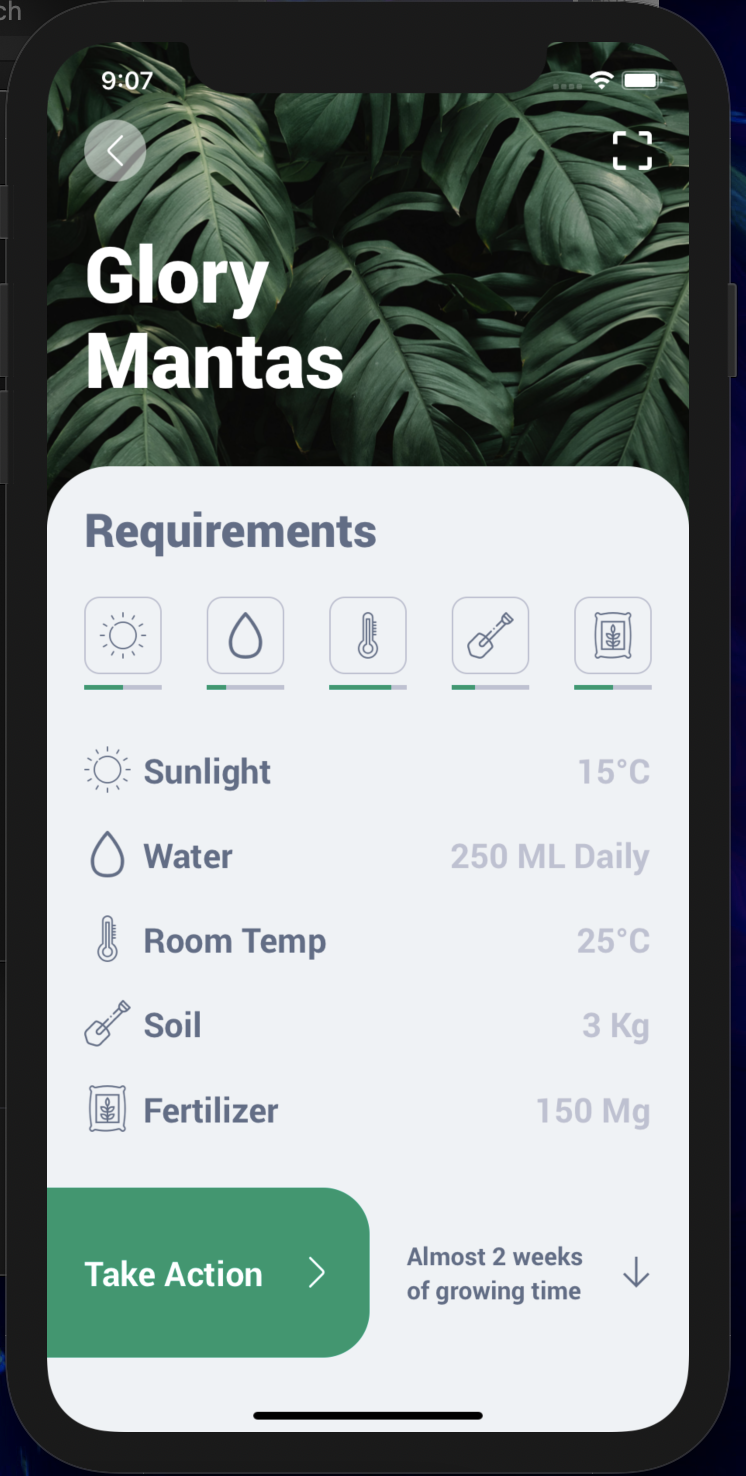 ch
9:07
Glory
Mantas
Requirements
Sunlight 15°C
Water 250 ML Daily
Room Temp 25°C
Soil 3 Kg
Fertilizer 150 Mg
Take Action
Almost 2 weeks
of growing time